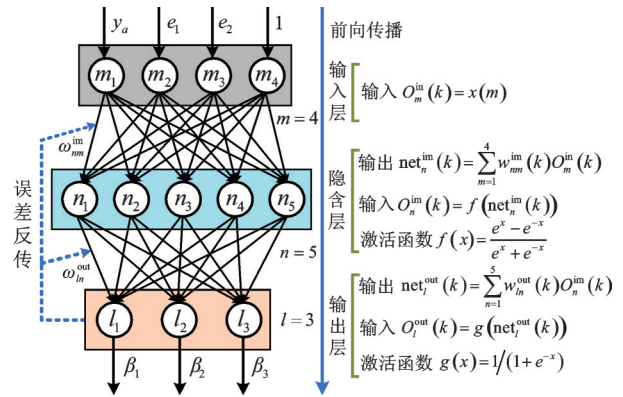 y_a e_1 e_2 1
前向传播
m_1 m_2 m_3 m_4
m=4
输入层
输入 O_m^in(k)=x(m)
ω_nm^im
误差反传
n_1 n_2 n_3 n_4 n_5
n=5
隐含层
输出 net_n^im(k)=∑_{m=1}^{4} w_nm^im(k)O_m^in(k)
输入 O_n^im(k)=f(net_n^im(k))
激活函数 f(x)=(e^x-e^{-x})/(e^x+e^{-x})
ω_ln^out
l_1 l_2 l_3
l=3
输出层
输出 net_l^out(k)=∑_{n=1}^{5} w_ln^out(k)O_n^im(k)
输入 O_l^out(k)=g(net_l^out(k))
激活函数 g(x)=1/(1+e^{-x})
β_1 β_2 β_3